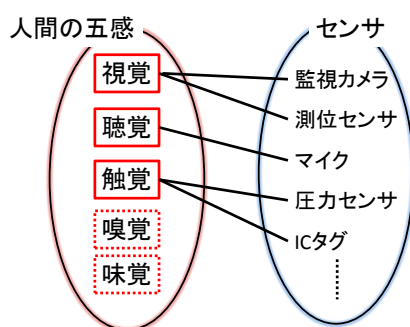 人間の五感
センサ
視覚
聴覚
触覚
嗅覚
味覚
監視カメラ
測位センサ
マイク
圧力センサ
ICタグ